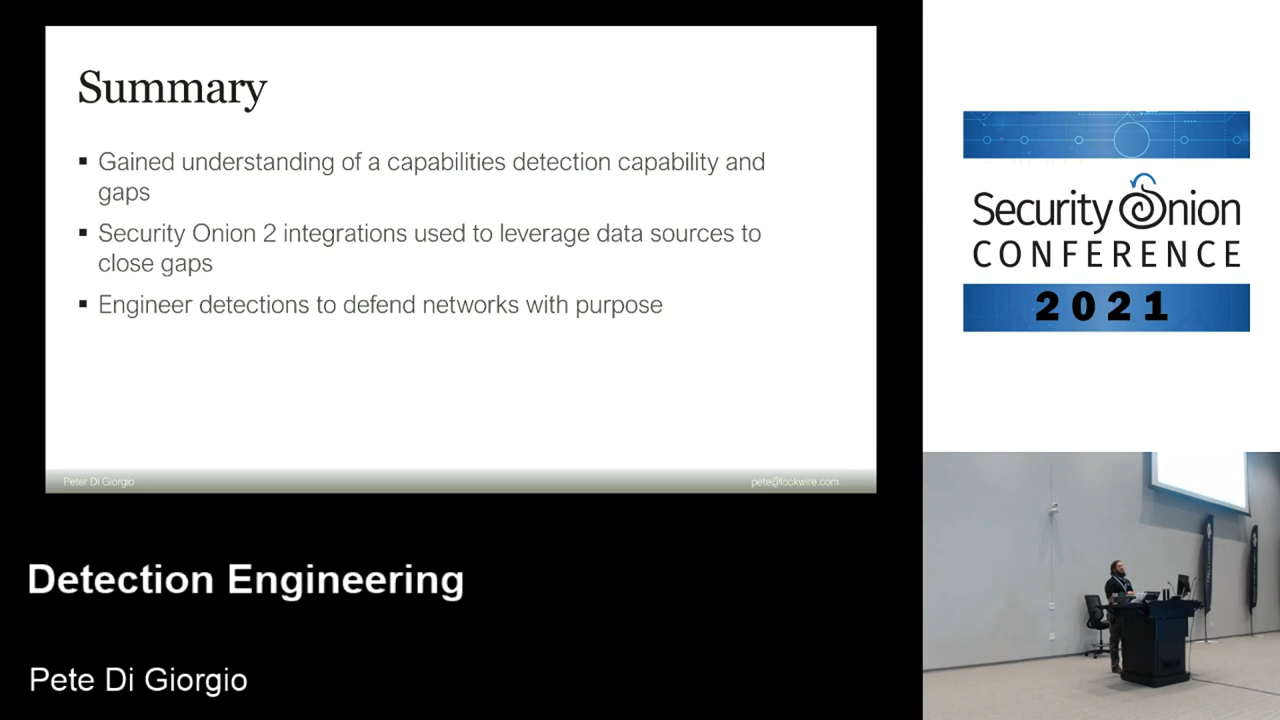 Summary
▪ Gained understanding of a capabilities detection capability and
gaps
▪ Security Onion 2 integrations used to leverage data sources to
close gaps
▪ Engineer detections to defend networks with purpose
Peter Di Giorgio
pete@lockwire.com
Detection Engineering
Pete Di Giorgio
Security Onion
CONFERENCE
2021